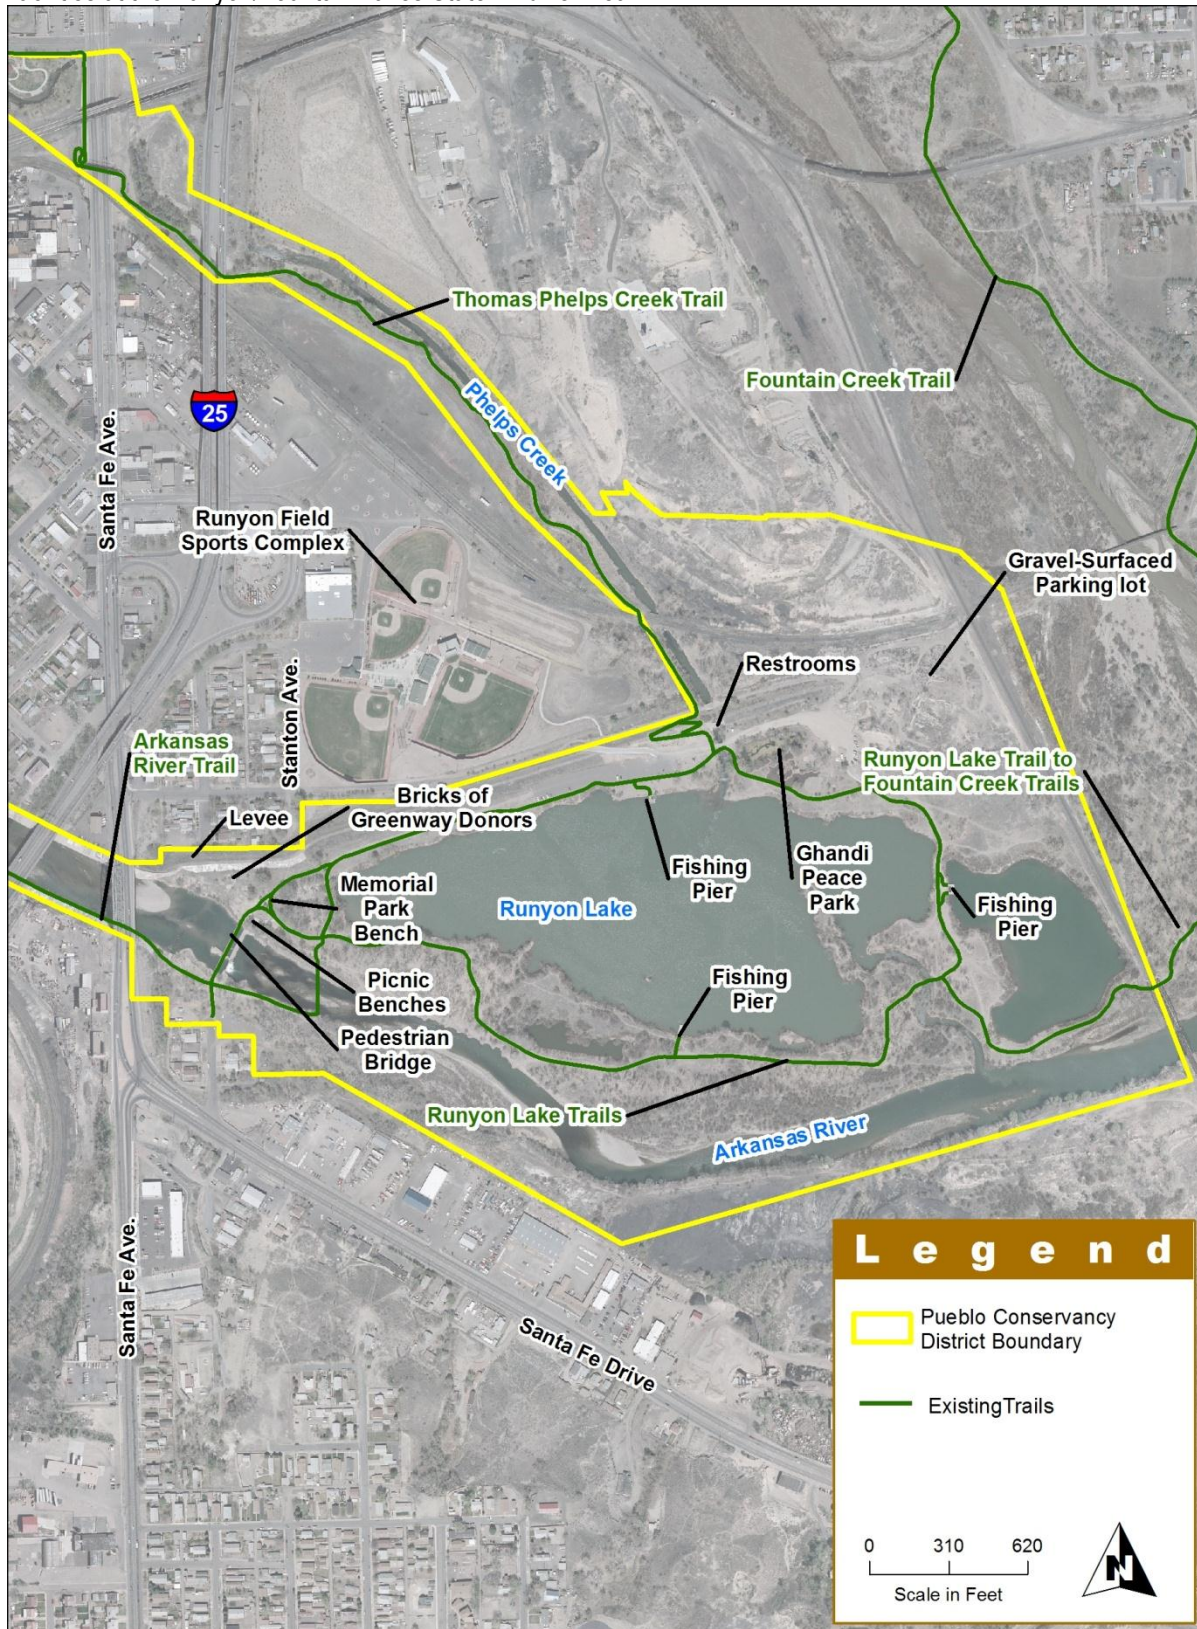 Thomas Phelps Creek Trail
Fountain Creek Trail
25
Phelps Creek
Santa Fe Ave.
Runyon Field
Sports Complex
Gravel-Surfaced
Parking lot
Restrooms
Stanton Ave.
Arkansas
River Trail
Runyon Lake Trail to
Fountain Creek Trails
Levee
Bricks of
Greenway Donors
Fishing
Pier
Ghandi
Peace
Park
Memorial
Park
Bench
Runyon Lake
Fishing
Pier
Picnic
Benches
Fishing
Pier
Pedestrian
Bridge
Runyon Lake Trails
Arkansas River
Santa Fe Ave.
Santa Fe Drive
Legend
Pueblo Conservancy
District Boundary
ExistingTrails
0 310 620
Scale in Feet
N